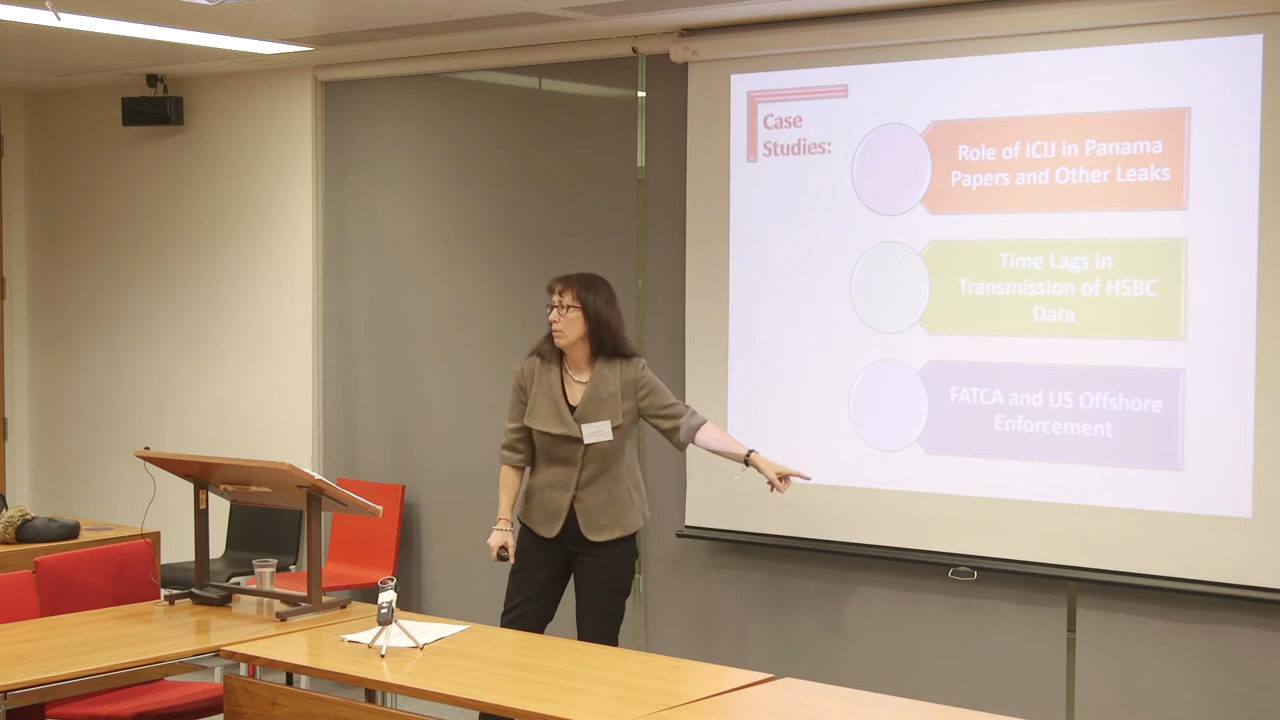 Case
Studies:
Role of ICIJ in Panama
Papers and Other Leaks
Time Lags in
Transmission of HSBC
Data
FATCA and US Offshore
Enforcement